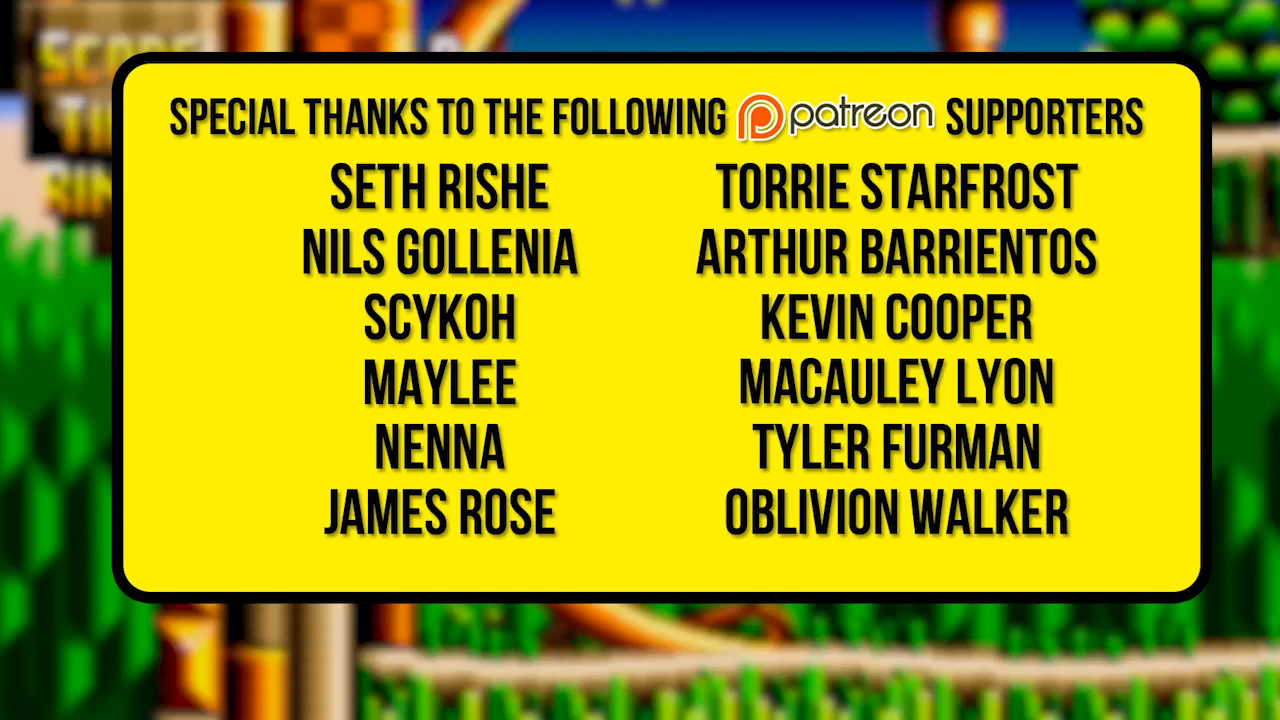 SPECIAL THANKS TO THE FOLLOWING patreon SUPPORTERS
SETH RISHE
NILS GOLLENIA
SCYKOH
MAYLEE
NENNA
JAMES ROSE
TORRIE STARFROST
ARTHUR BARRIENTOS
KEVIN COOPER
MACAULEY LYON
TYLER FURMAN
OBLIVION WALKER